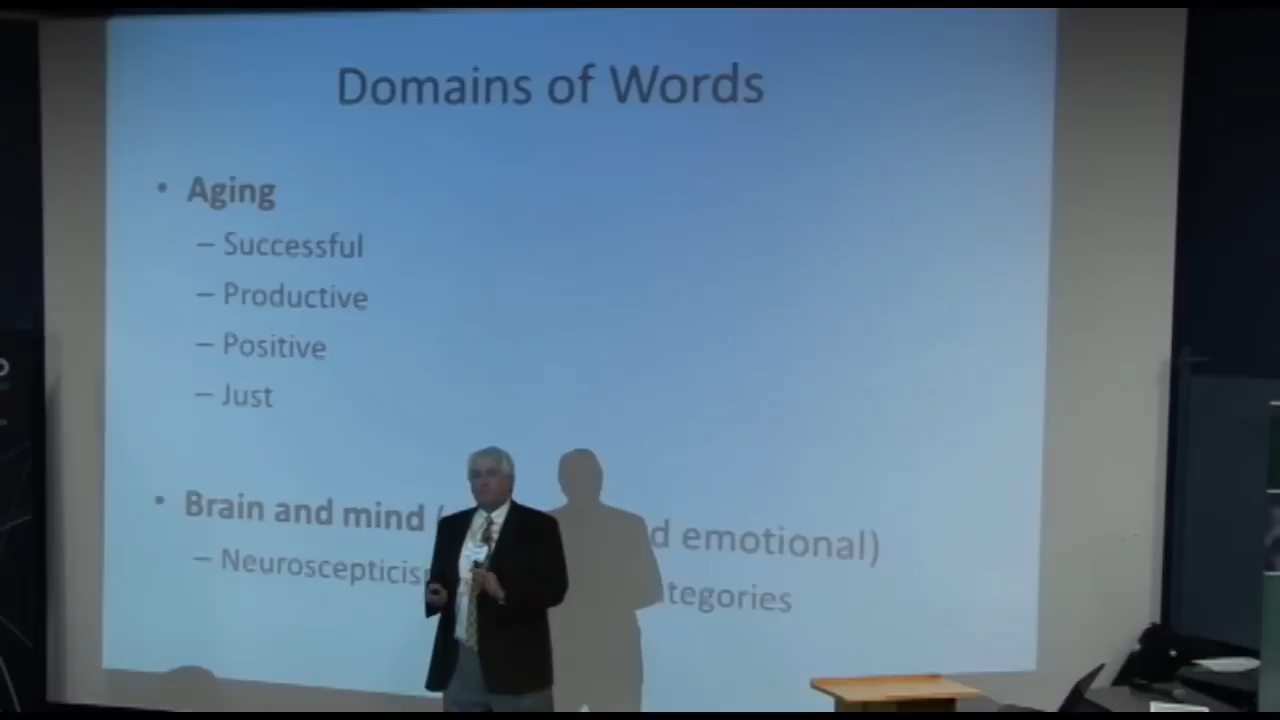 Domains of Words
• Aging
– Successful
– Productive
– Positive
– Just
• Brain and mind ( emotional)
– Neuroscepticis tegories